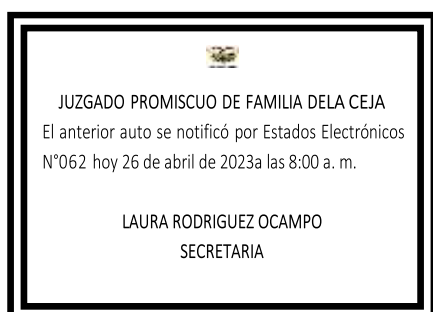 JUZGADO PROMISCUO DE FAMILIA DELA CEJA
El anterior auto se notificó por Estados Electrónicos
N°062 hoy 26 de abril de 2023a las 8:00 a. m.
LAURA RODRIGUEZ OCAMPO
SECRETARIA